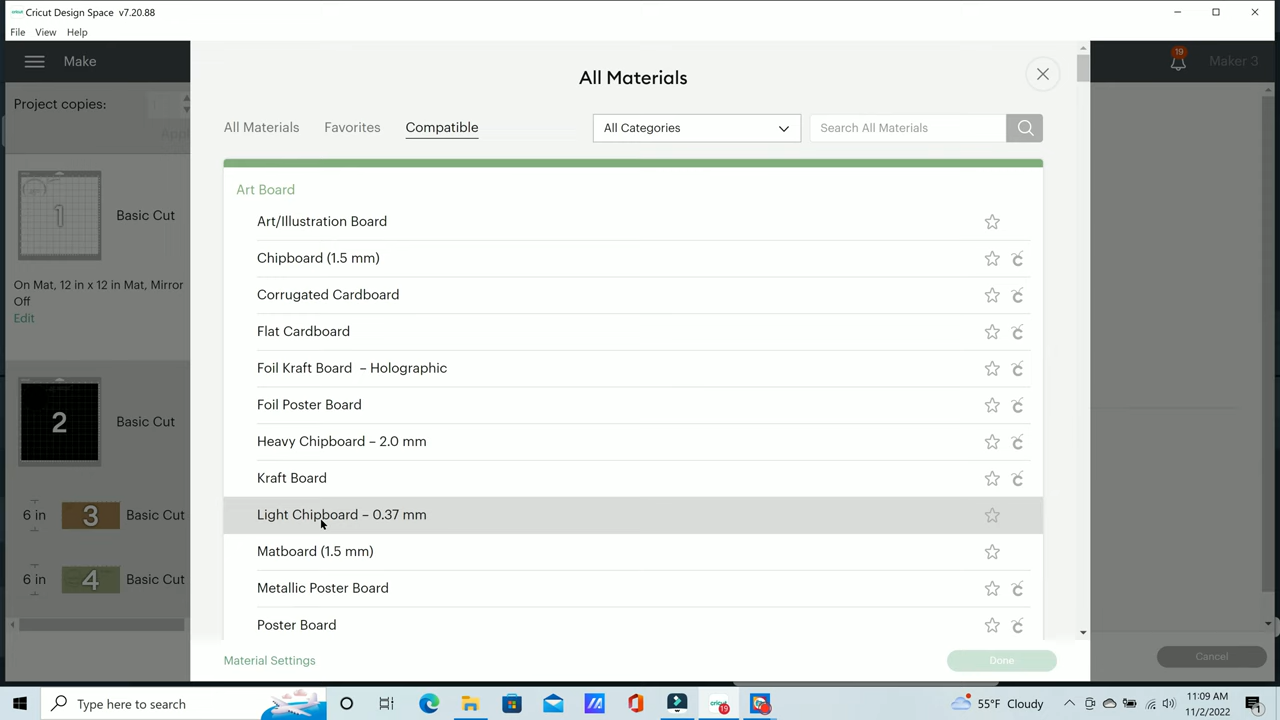 Cricut Design Space v7.20.88
File View Help
Make
Maker 3
19
Project copies:
1
Basic Cut
On Mat, 12 in x 12 in Mat, Mirror
Off
Edit
2
Basic Cut
6 in
3
Basic Cut
6 in
4
Basic Cut
All Materials
All Materials Favorites Compatible
All Categories
Search All Materials
Art Board
Art/Illustration Board
Chipboard (1.5 mm)
Corrugated Cardboard
Flat Cardboard
Foil Kraft Board – Holographic
Foil Poster Board
Heavy Chipboard – 2.0 mm
Kraft Board
Light Chipboard – 0.37 mm
Matboard (1.5 mm)
Metallic Poster Board
Poster Board
Material Settings
Done
Cancel
Type here to search
19
55°F Cloudy
11:09 AM
11/2/2022
1